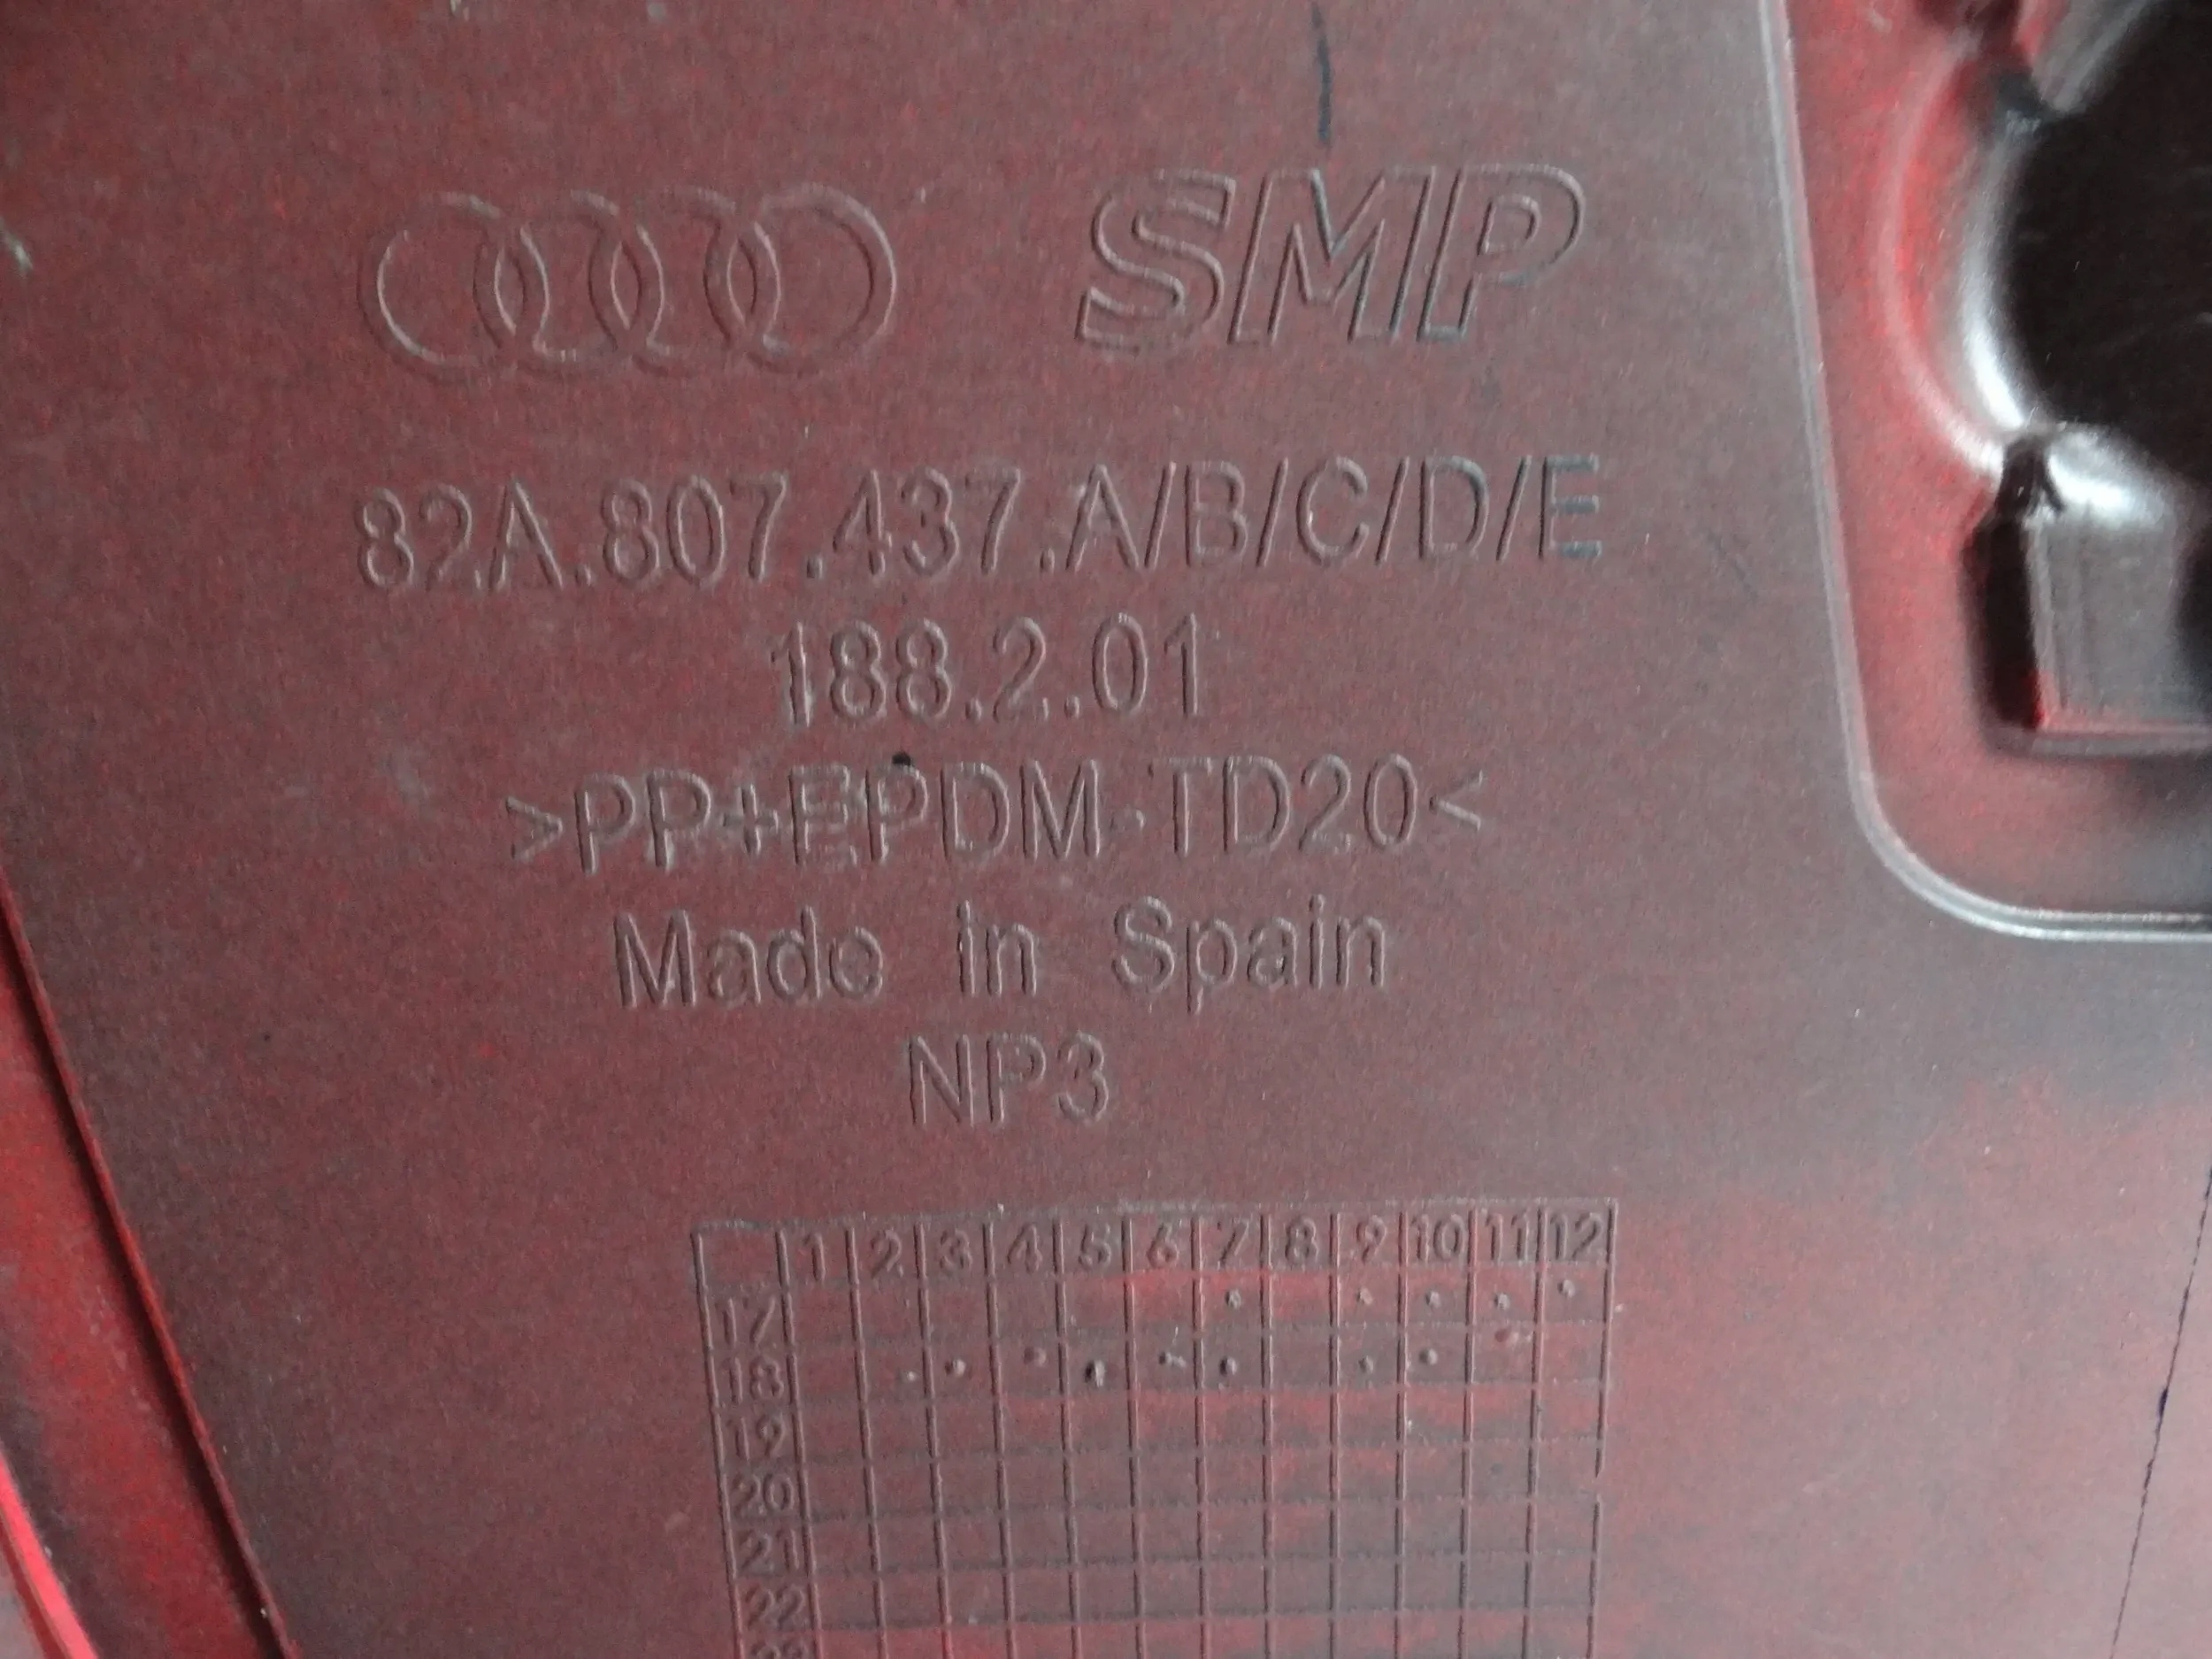 SMP
82A.807.437.A/B/C/D/E
188.2.01
>PP+EPDM-TD20<
Made in Spain
NP3
1 2 3 4 5 6 7 8 9 10 11 12
17
18
19
20
21
22